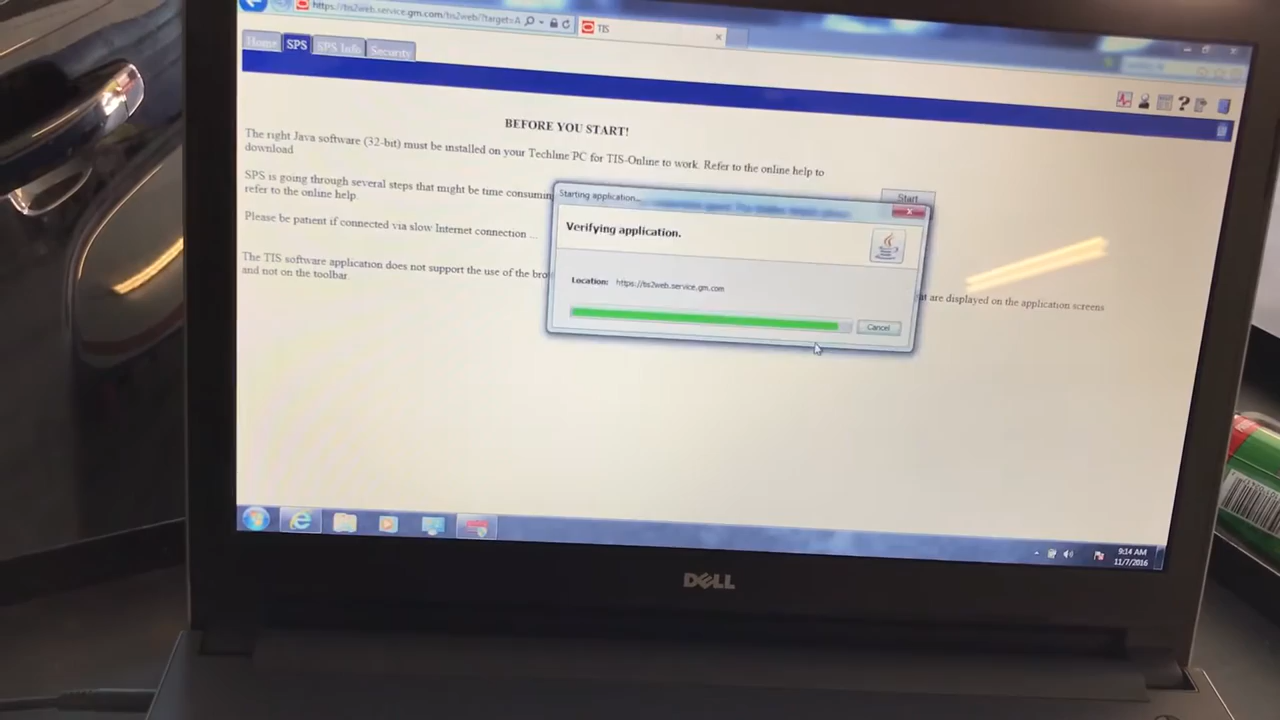 https://tis2web.service.gm.com/tis2web/?target=A
TIS
Home SPS SPS Info Security
BEFORE YOU START!
The right Java software (32-bit) must be installed on your Techline PC for TIS-Online to work. Refer to the online help to
download
SPS is going through several steps that might be time consuming
refer to the online help.
Start
Please be patient if connected via slow Internet connection ...
The TIS software application does not support the use of the bro
at are displayed on the application screens
and not on the toolbar
Starting application...
Verifying application.
Location: https://tis2web.service.gm.com
Cancel
9:14 AM
11/7/2016
DELL